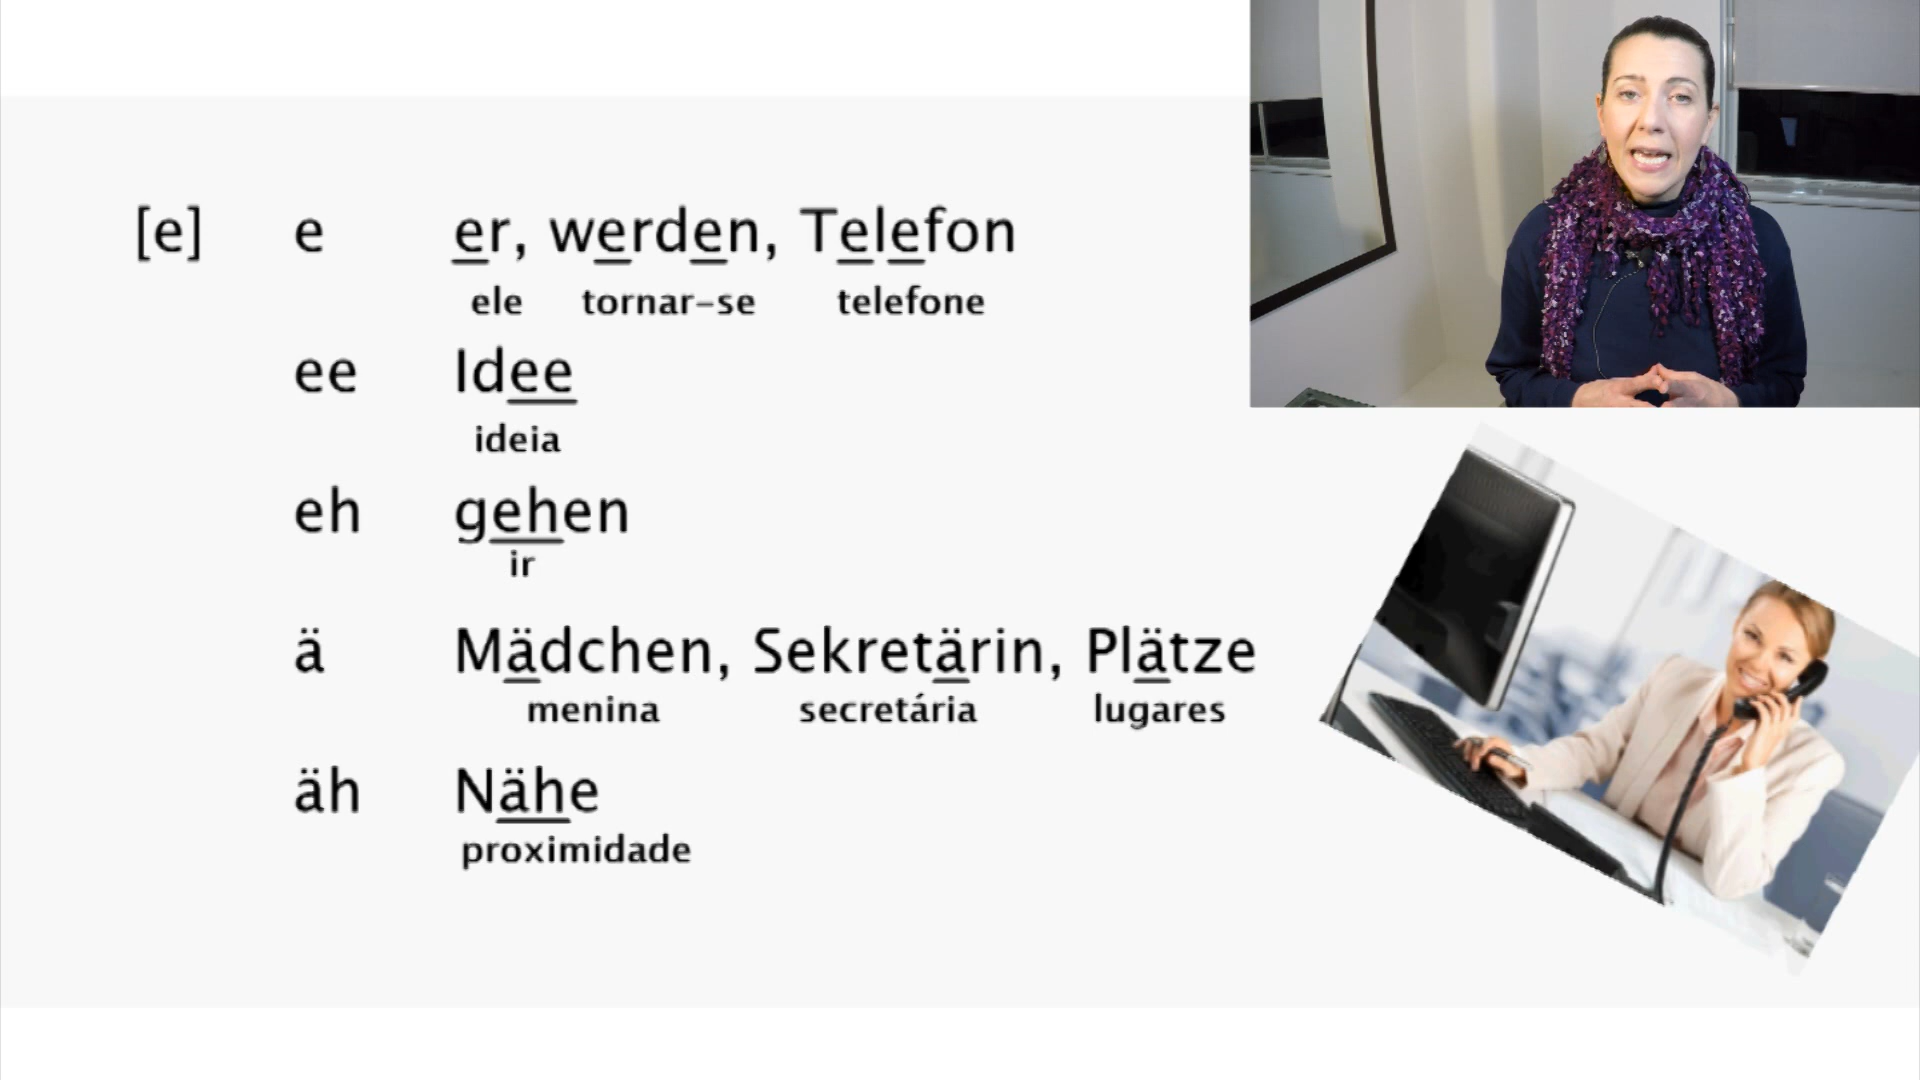 [e] e er, werden, Telefon
ele tornar-se telefone
ee Idee
ideia
eh gehen
ir
ä Mädchen, Sekretärin, Plätze
menina secretária lugares
äh Nähe
proximidade